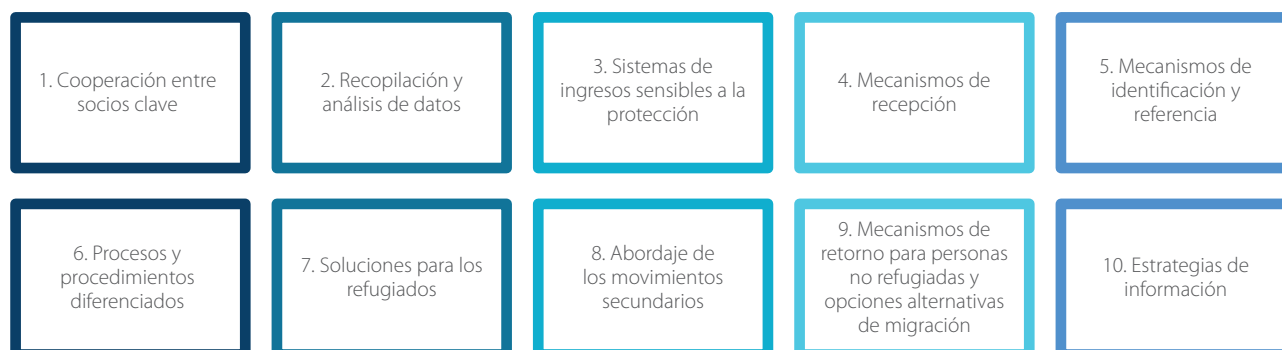 1. Cooperación entre
socios clave
2. Recopilación y
análisis de datos
3. Sistemas de
ingresos sensibles a la
protección
4. Mecanismos de
recepción
5. Mecanismos de
identificación y
referencia
6. Procesos y
procedimientos
diferenciados
7. Soluciones para los
refugiados
8. Abordaje de
los movimientos
secundarios
9. Mecanismos de
retorno para personas
no refugiadas y
opciones alternativas
de migración
10. Estrategias de
información